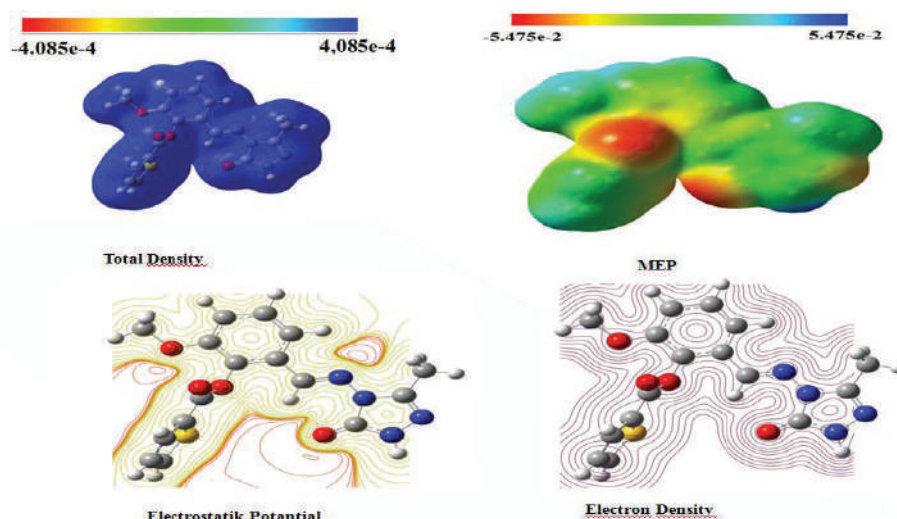 -4.085e-4 4,085e-4
-5.475e-2 5.475e-2
Total Density
MEP
Electrostatik Potantial
Electron Density